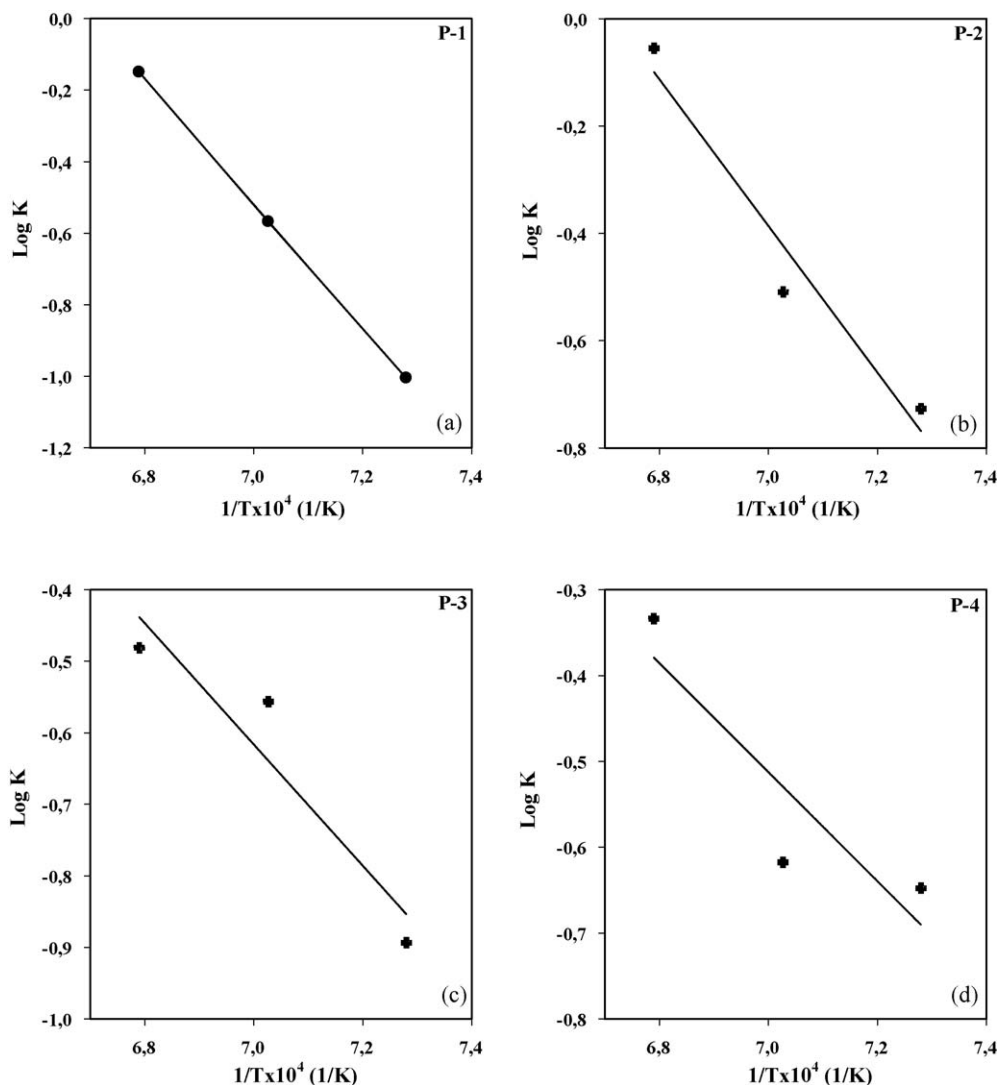 P-1
0,0
-0,2
-0,4
-0,6
-0,8
-1,0
-1,2
Log K
(a)
6,8 7,0 7,2 7,4
1/Tx10⁴ (1/K)
P-2
0,0
-0,2
-0,4
-0,6
-0,8
Log K
(b)
6,8 7,0 7,2 7,4
1/Tx10⁴ (1/K)
P-3
-0,4
-0,5
-0,6
-0,7
-0,8
-0,9
-1,0
Log K
(c)
6,8 7,0 7,2 7,4
1/Tx10⁴ (1/K)
P-4
-0,3
-0,4
-0,5
-0,6
-0,7
-0,8
Log K
(d)
6,8 7,0 7,2 7,4
1/Tx10⁴ (1/K)